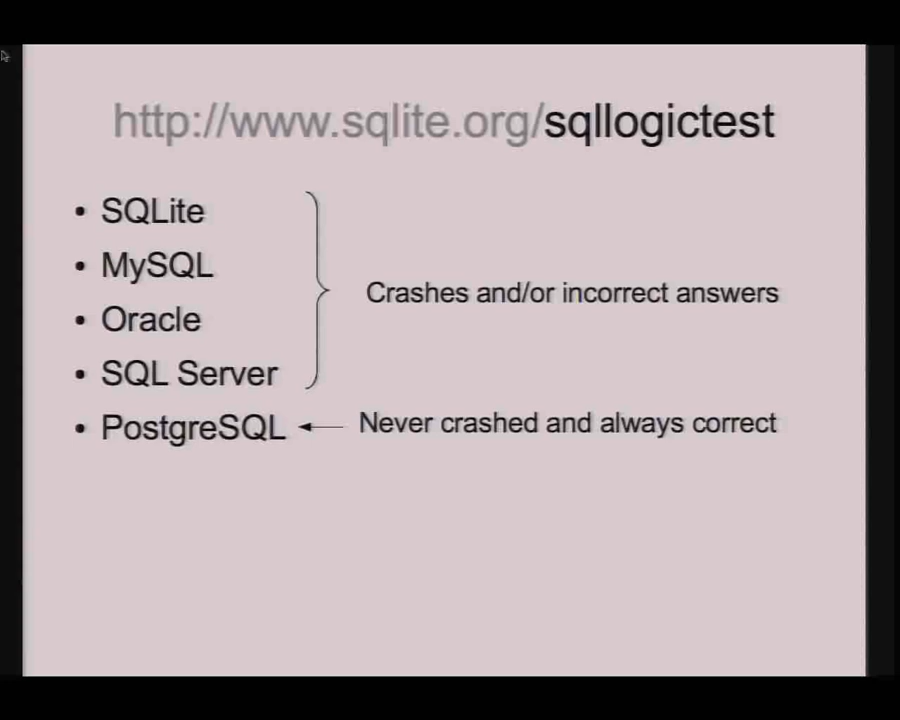 http://www.sqlite.org/sqllogictest
• SQLite
• MySQL
• Oracle
• SQL Server
Crashes and/or incorrect answers
• PostgreSQL
Never crashed and always correct